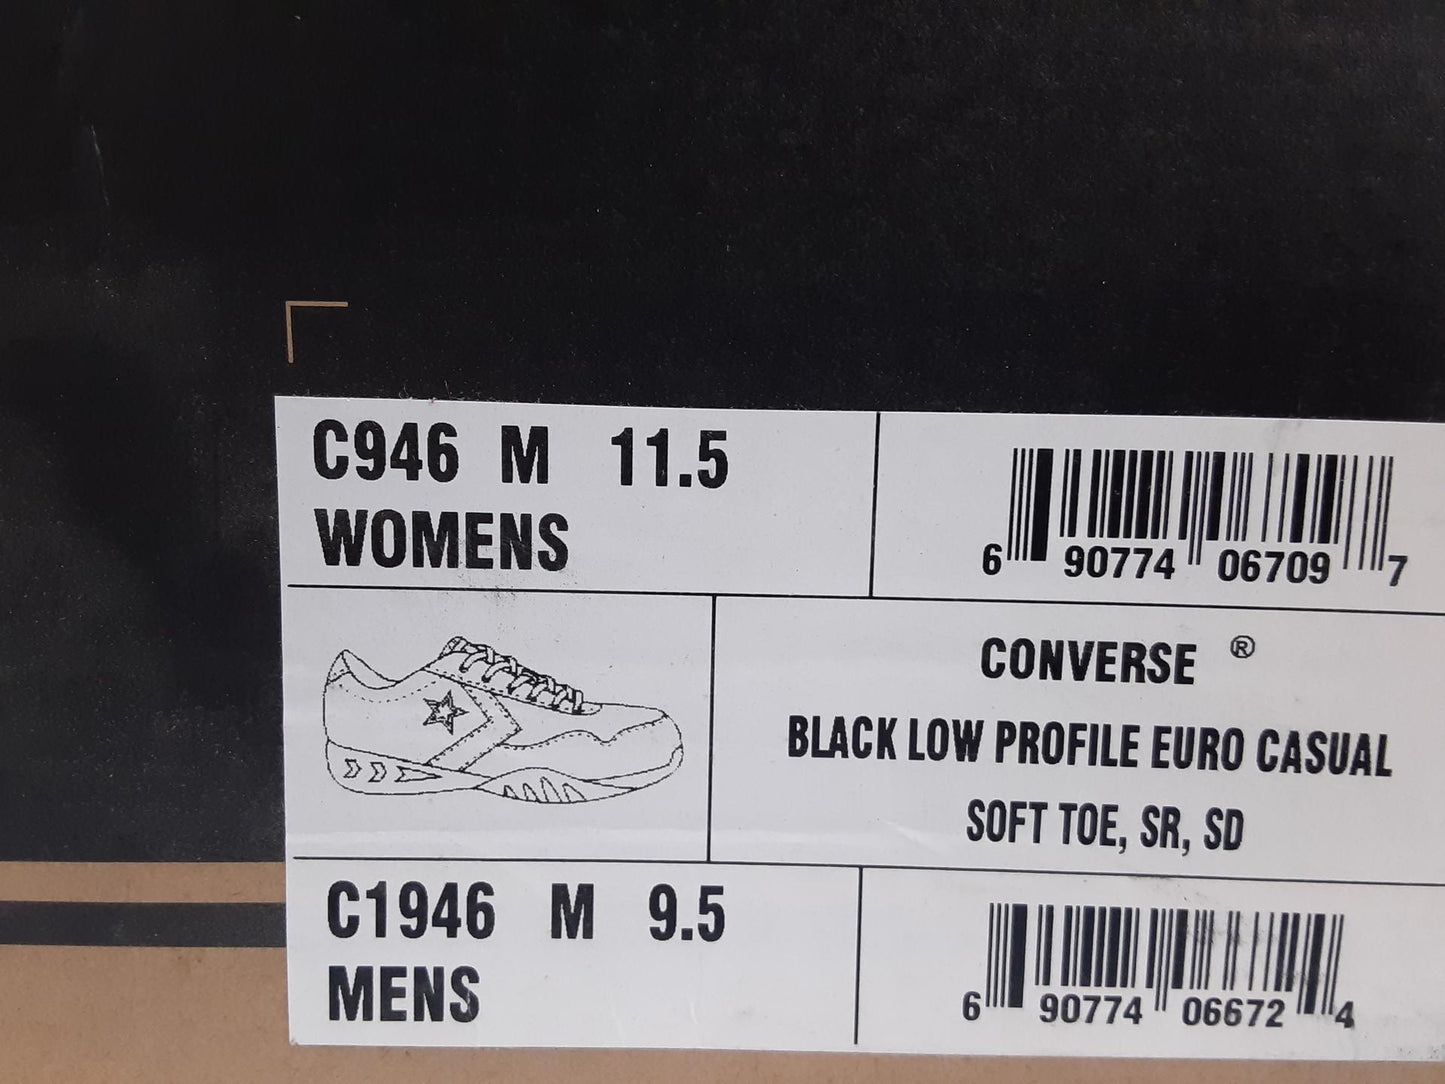 C946 M 11.5
WOMENS
6 90774 06709 7
CONVERSE ®
BLACK LOW PROFILE EURO CASUAL
SOFT TOE, SR, SD
C1946 M 9.5
MENS
6 90774 06672 4